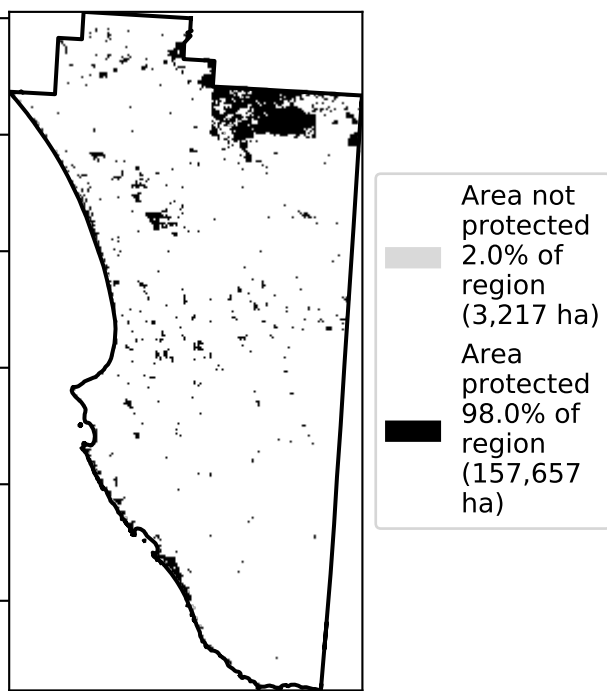 Area not
protected
2.0% of
region
(3,217 ha)
Area
protected
98.0% of
region
(157,657
ha)